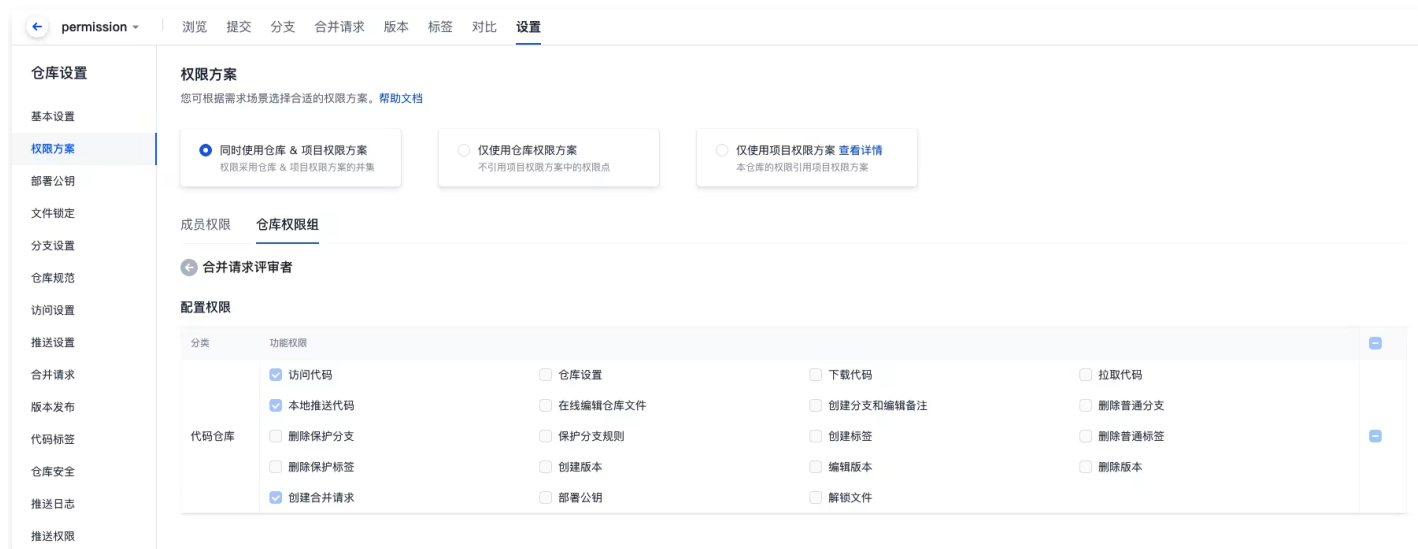 permission 浏览 提交 分支 合并请求 版本 标签 对比 设置
仓库设置
基本设置
权限方案
部署公钥
文件锁定
分支设置
仓库规范
访问设置
推送设置
合并请求
版本发布
代码标签
仓库安全
推送日志
推送权限
权限方案
您可根据需求场景选择合适的权限方案。帮助文档
同时使用仓库 & 项目权限方案
权限采用仓库 & 项目权限方案的并集
仅使用仓库权限方案
不引用项目权限方案中的权限点
仅使用项目权限方案 查看详情
本仓库的权限引用项目权限方案
成员权限 仓库权限组
合并请求评审者
配置权限
分类 功能权限
代码仓库
访问代码 仓库设置 下载代码 拉取代码
本地推送代码 在线编辑仓库文件 创建分支和编辑备注 删除普通分支
删除保护分支 保护分支规则 创建标签 删除普通标签
删除保护标签 创建版本 编辑版本 删除版本
创建合并请求 部署公钥 解锁文件